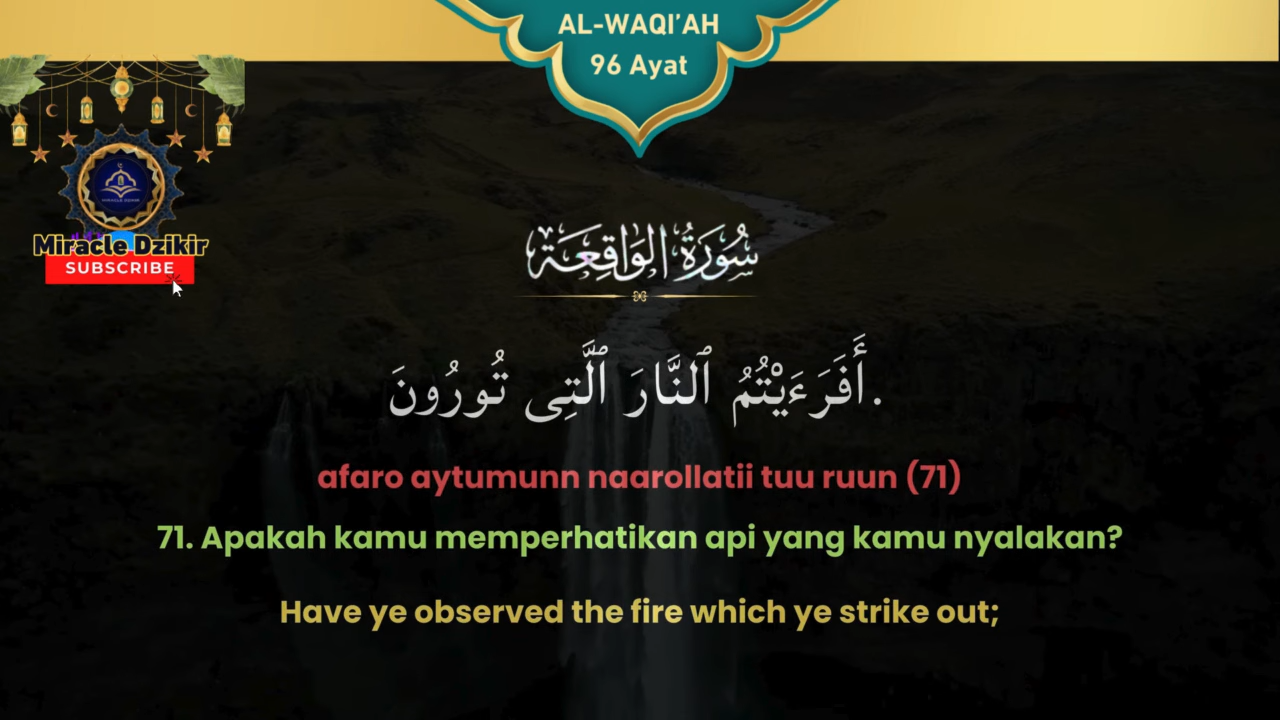 AL-WAQI'AH
96 Ayat
Miracle Dzikir
SUBSCRIBE
سُورَةُ الوَاقِعَة
أَفَرَءَيْتُمُ ٱلنَّارَ ٱلَّتِى تُورُونَ.
afaro aytumunn naarollatii tuu ruun (71)
71. Apakah kamu memperhatikan api yang kamu nyalakan?
Have ye observed the fire which ye strike out;